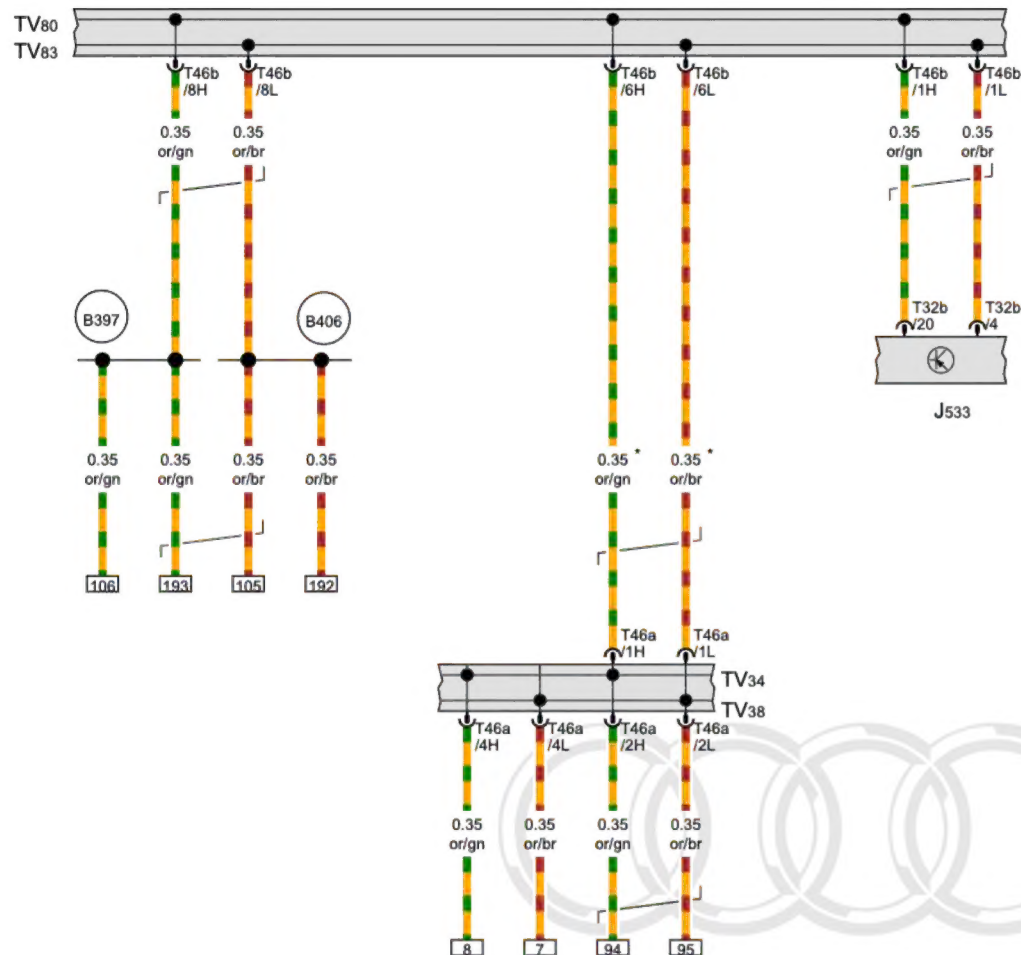 TV80
TV83
T46b T46b T46b T46b T46b T46b
/8H /8L /6H /6L /1H /1L
0.35 0.35 0.35 0.35
or/gn or/br or/gn or/br
B397 B406
T32b T32b
/20 /4
J533
0.35 0.35 0.35 0.35 0.35 * 0.35 *
or/gn or/gn or/br or/br or/gn or/br
106 193 105 192
T46a T46a
/1H /1L
TV34
TV38
T46a T46a T46a T46a
/4H /4L /2H /2L
0.35 0.35 0.35 0.35
or/gn or/br or/gn or/br
8 7 94 95